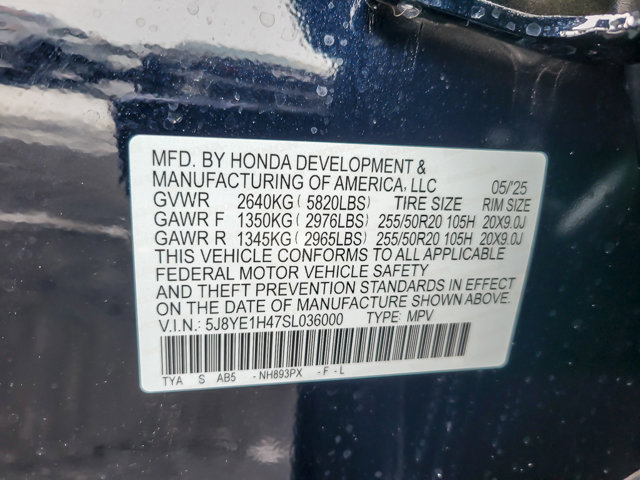 MFD. BY HONDA DEVELOPMENT &
MANUFACTURING OF AMERICA, LLC 05/25
GVWR 2640KG( 5820LBS) TIRE SIZE RIM SIZE
GAWR F 1350KG( 2976LBS) 255/50R20 105H 20X9.0J
GAWR R 1345KG( 2965LBS) 255/50R20 105H 20X9.0J
THIS VEHICLE CONFORMS TO ALL APPLICABLE
FEDERAL MOTOR VEHICLE SAFETY
AND THEFT PREVENTION STANDARDS IN EFFECT
ON THE DATE OF MANUFACTURE SHOWN ABOVE.
V.I.N.: 5J8YE1H47SL036000 TYPE: MPV
TYA S AB5 -NH893PX -F-L